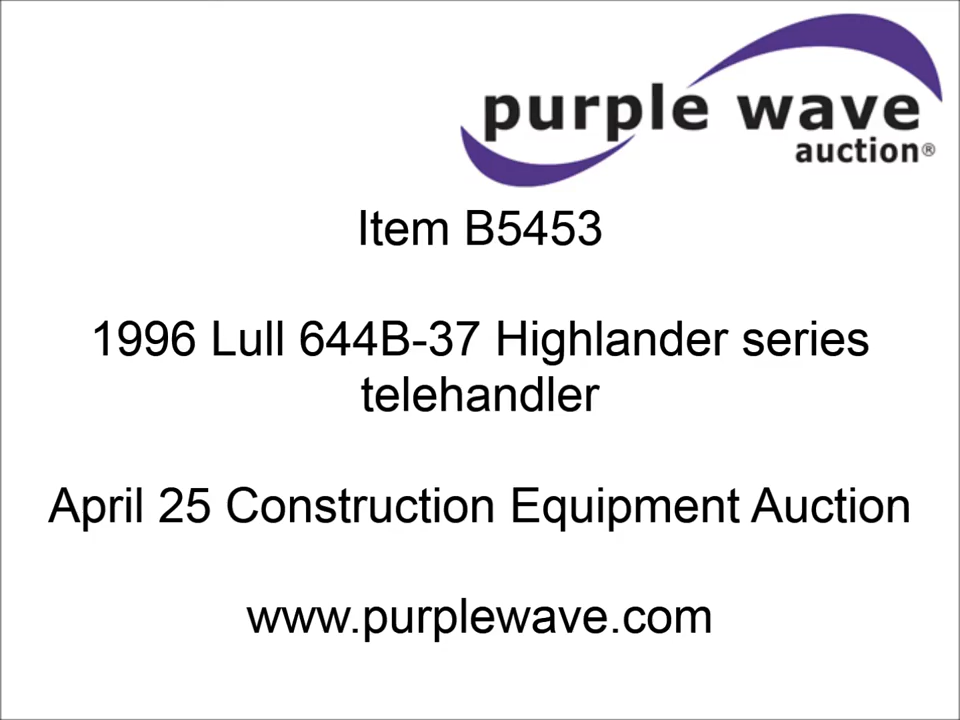 purple wave
auction®
Item B5453
1996 Lull 644B-37 Highlander series
telehandler
April 25 Construction Equipment Auction
www.purplewave.com